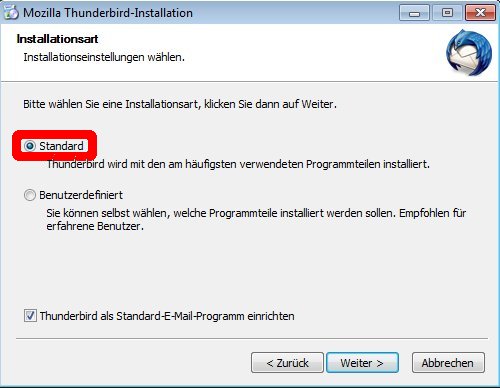 Mozilla Thunderbird-Installation
Installationsart
Installationseinstellungen wählen.
Bitte wählen Sie eine Installationsart, klicken Sie dann auf Weiter.
Standard
Thunderbird wird mit den am häufigsten verwendeten Programmteilen installiert.
Benutzerdefiniert
Sie können selbst wählen, welche Programmteile installiert werden sollen. Empfohlen für
erfahrene Benutzer.
Thunderbird als Standard-E-Mail-Programm einrichten
< Zurück Weiter > Abbrechen